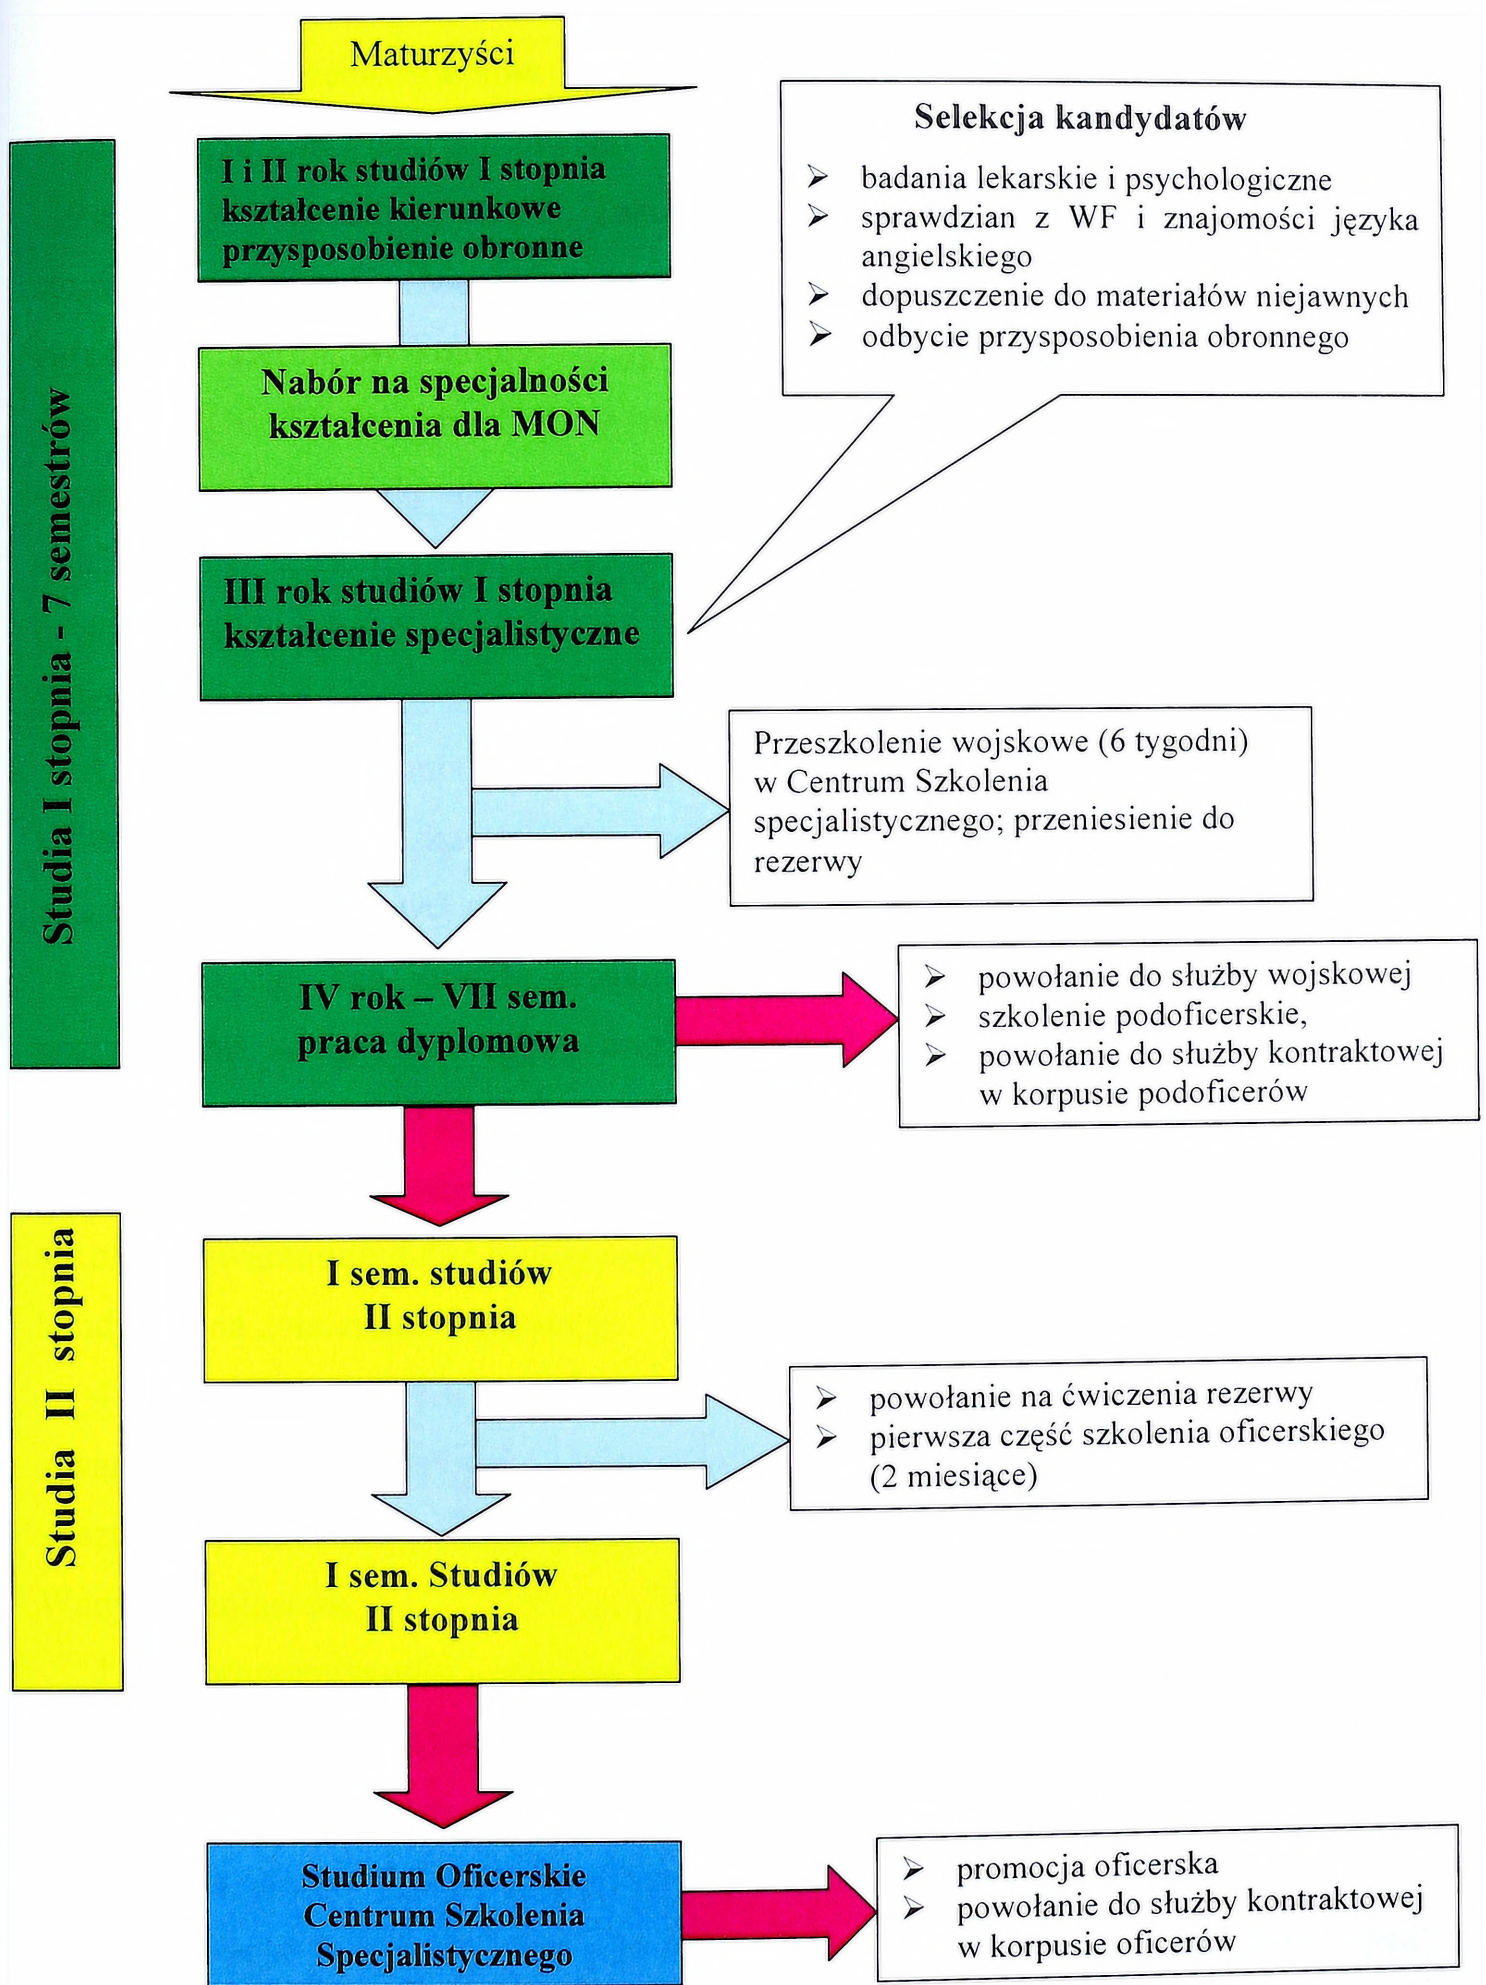 Maturzyści
Selekcja kandydatów
➢ badania lekarskie i psychologiczne
➢ sprawdzian z WF i znajomości języka
angielskiego
➢ dopuszczenie do materiałów niejawnych
➢ odbycie przysposobienia obronnego
Studia I stopnia - 7 semestrów
I i II rok studiów I stopnia
kształcenie kierunkowe
przysposobienie obronne
Nabór na specjalności
kształcenia dla MON
III rok studiów I stopnia
kształcenie specjalistyczne
Przeszkolenie wojskowe (6 tygodni)
w Centrum Szkolenia
specjalistycznego; przeniesienie do
rezerwy
IV rok – VII sem.
praca dyplomowa
➢ powołanie do służby wojskowej
➢ szkolenie podoficerskie,
➢ powołanie do służby kontraktowej
w korpusie podoficerów
Studia II stopnia
I sem. studiów
II stopnia
➢ powołanie na ćwiczenia rezerwy
➢ pierwsza część szkolenia oficerskiego
(2 miesiące)
I sem. Studiów
II stopnia
Studium Oficerskie
Centrum Szkolenia
Specjalistycznego
➢ promocja oficerska
➢ powołanie do służby kontraktowej
w korpusie oficerów